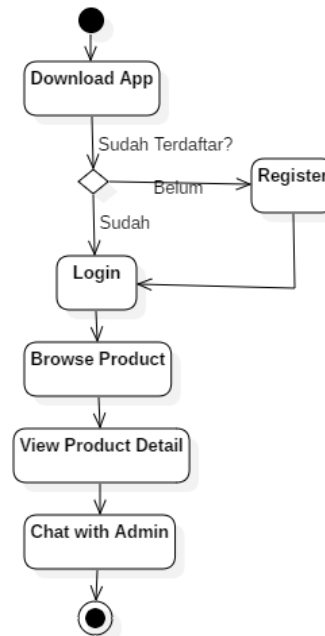 Download App
Sudah Terdaftar?
Belum
Register
Sudah
Login
Browse Product
View Product Detail
Chat with Admin